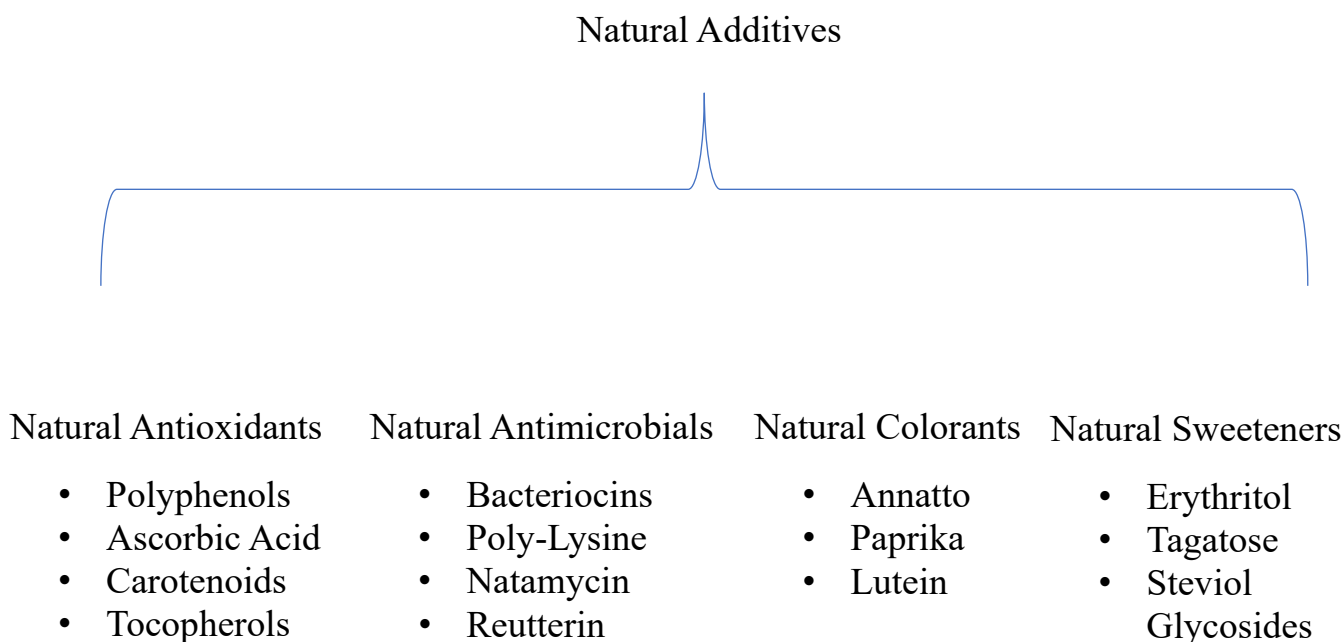 Natural Additives
Natural Antioxidants
• Polyphenols
• Ascorbic Acid
• Carotenoids
• Tocopherols
Natural Antimicrobials
• Bacteriocins
• Poly-Lysine
• Natamycin
• Reutterin
Natural Colorants
• Annatto
• Paprika
• Lutein
Natural Sweeteners
• Erythritol
• Tagatose
• Steviol
Glycosides